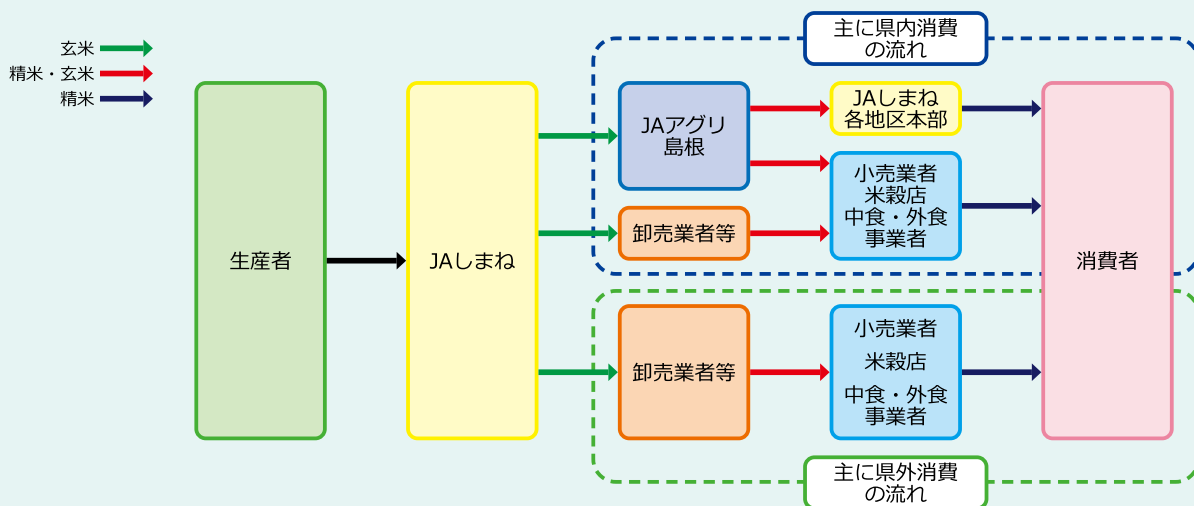 玄米
精米・玄米
精米
主に県内消費
の流れ
生産者
JAしまね
JAアグリ
島根
JAしまね
各地区本部
小売業者
米穀店
中食・外食
事業者
卸売業者等
消費者
卸売業者等
小売業者
米穀店
中食・外食
事業者
主に県外消費
の流れ